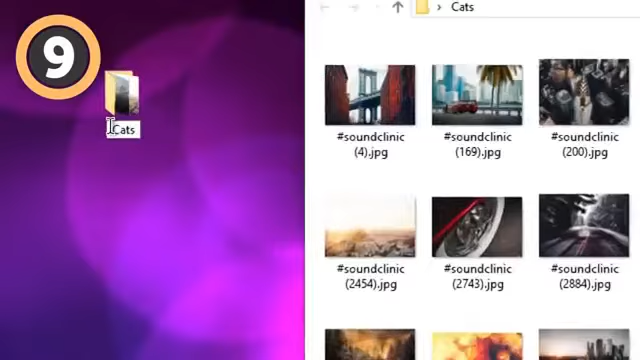 9
Cats
› Cats
#soundclinic
(4).jpg
#soundclinic
(169).jpg
#soundclinic
(200).jpg
#soundclinic
(2454).jpg
#soundclinic
(2743).jpg
#soundclinic
(2884).jpg